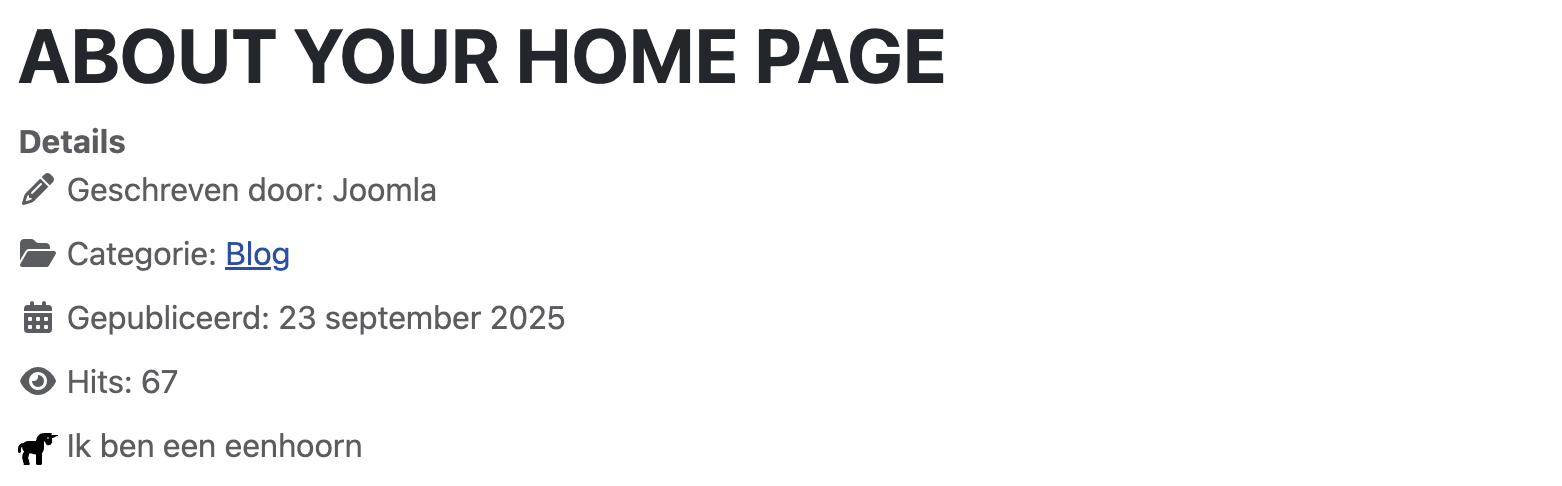 ABOUT YOUR HOME PAGE
Details
Geschreven door: Joomla
Categorie: Blog
Gepubliceerd: 23 september 2025
Hits: 67
Ik ben een eenhoorn